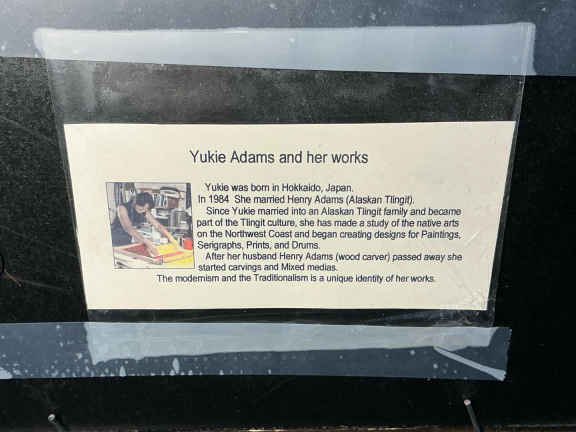 Yukie Adams and her works
Yukie was born in Hokkaido, Japan.
In 1984 She married Henry Adams (Alaskan Tlingit).
Since Yukie married into an Alaskan Tlingit family and became
part of the Tlingit culture, she has made a study of the native arts
on the Northwest Coast and began creating designs for Paintings,
Serigraphs, Prints, and Drums.
After her husband Henry Adams (wood carver) passed away she
started carvings and Mixed medias.
The modernism and the Traditionalism is a unique identity of her works.